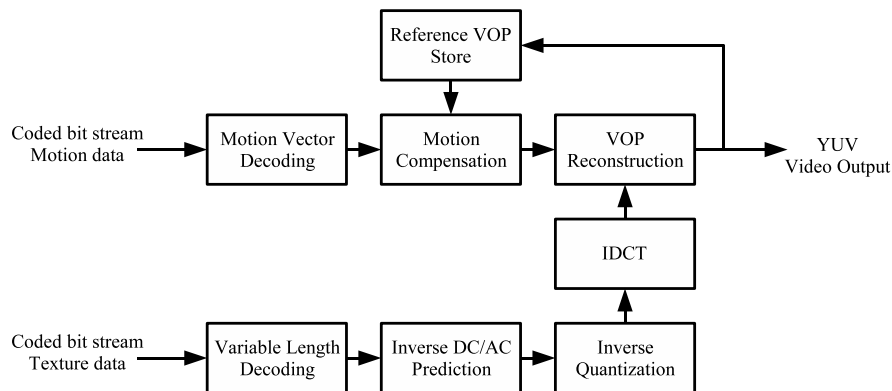 Reference VOP
Store
Coded bit stream
Motion data
Motion Vector
Decoding
Motion
Compensation
VOP
Reconstruction
YUV
Video Output
IDCT
Coded bit stream
Texture data
Variable Length
Decoding
Inverse DC/AC
Prediction
Inverse
Quantization